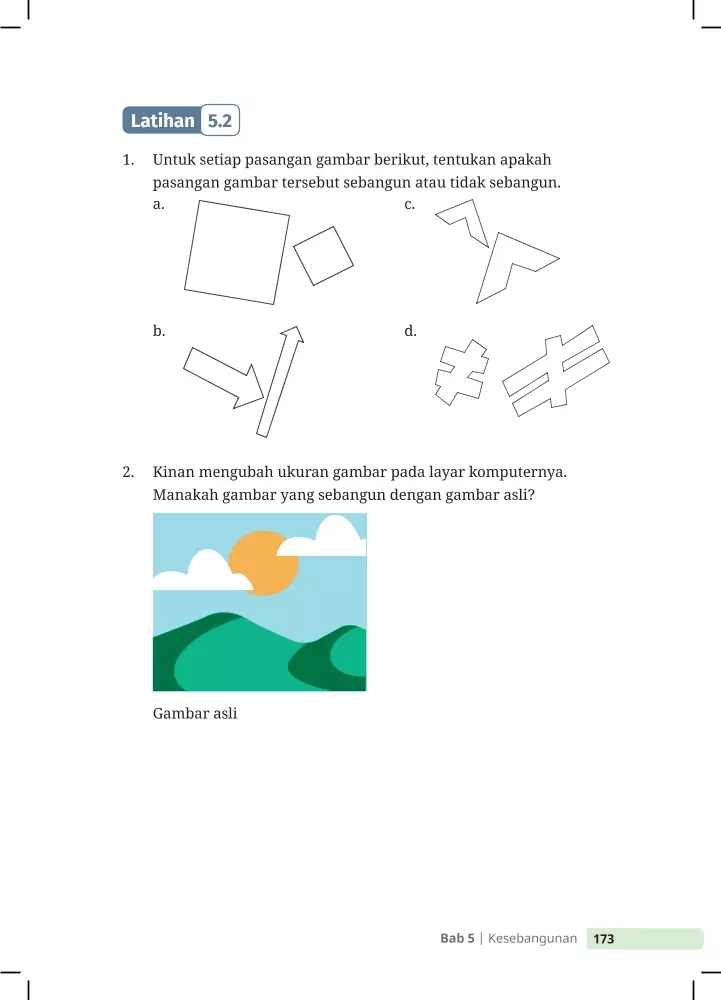 Latihan 5.2
1. Untuk setiap pasangan gambar berikut, tentukan apakah
pasangan gambar tersebut sebangun atau tidak sebangun.
a.
c.
b.
d.
2. Kinan mengubah ukuran gambar pada layar komputernya.
Manakah gambar yang sebangun dengan gambar asli?
Gambar asli
Bab 5 | Kesebangunan 173